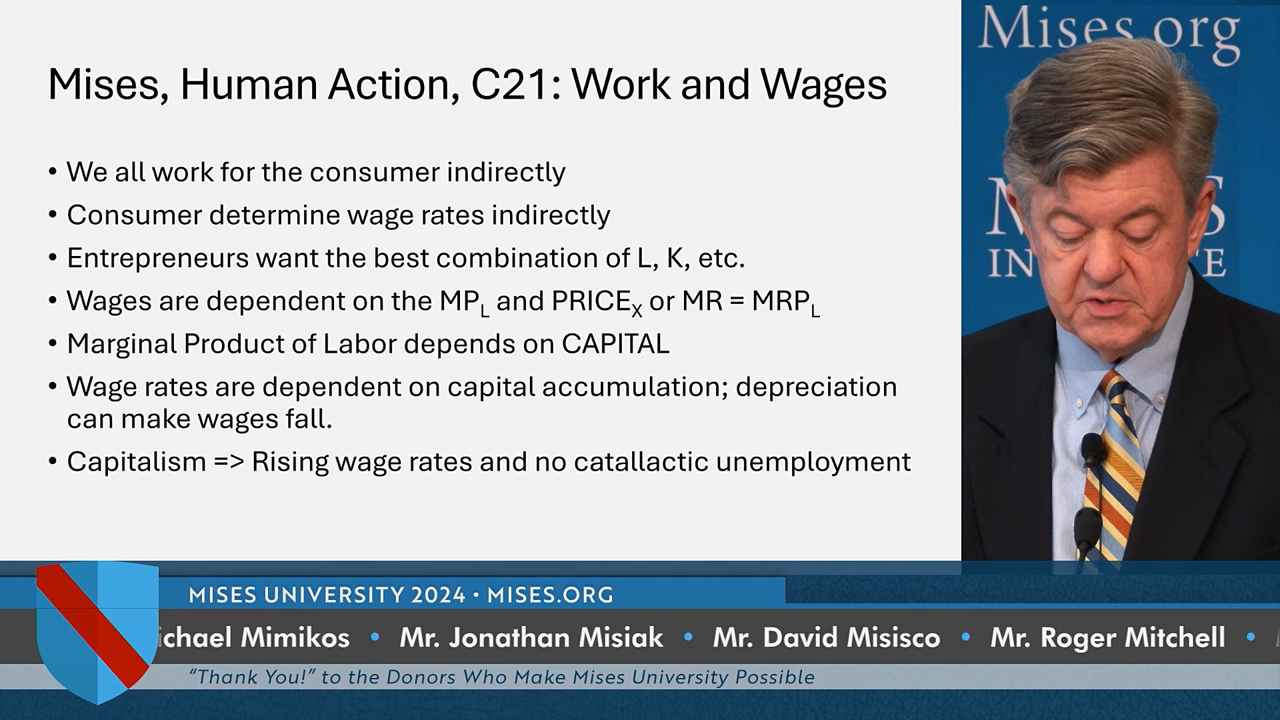 Mises, Human Action, C21: Work and Wages
• We all work for the consumer indirectly
• Consumer determine wage rates indirectly
• Entrepreneurs want the best combination of L, K, etc.
• Wages are dependent on the MPL and PRICEX or MR = MRPL
• Marginal Product of Labor depends on CAPITAL
• Wage rates are dependent on capital accumulation; depreciation
can make wages fall.
• Capitalism => Rising wage rates and no catallactic unemployment
Mises.org
MISES UNIVERSITY 2024 • MISES.ORG
ichael Mimikos • Mr. Jonathan Misiak • Mr. David Misisco • Mr. Roger Mitchell •
“Thank You!” to the Donors Who Make Mises University Possible